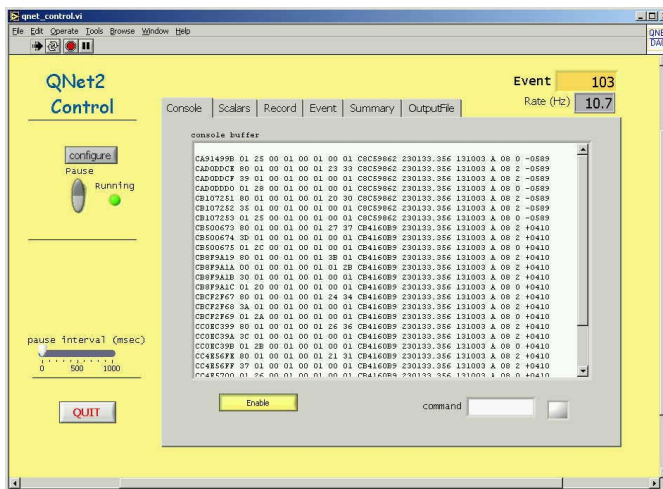 qnet_control.vi
File Edit Operate Tools Browse Window Help
QNet2
Control
Event 103
Rate (Hz) 10.7
Console Scalars Record Event Summary OutputFile
configure
Pause
Running
console buffer
CA91499B 01 25 00 01 00 01 00 01 C8C59862 230133.356 131003 A 08 0 -0589
CAD0DDCE 80 01 00 01 00 01 23 33 C8C59862 230133.356 131003 A 08 2 -0589
CAD0DDCF 39 01 00 01 00 01 00 01 C8C59862 230133.356 131003 A 08 2 -0589
CAD0DDD0 01 28 00 01 00 01 00 01 C8C59862 230133.356 131003 A 08 0 -0589
CB107251 80 01 00 01 00 01 20 30 C8C59862 230133.356 131003 A 08 2 -0589
CB107252 35 01 00 01 00 01 00 01 C8C59862 230133.356 131003 A 08 2 -0589
CB107253 01 25 00 01 00 01 00 01 C8C59862 230133.356 131003 A 08 0 -0589
CB500673 80 01 00 01 00 01 27 37 CB4160B9 230133.356 131003 A 08 2 +0410
CB500674 3D 01 00 01 00 01 00 01 CB4160B9 230133.356 131003 A 08 2 +0410
CB500675 01 2C 00 01 00 01 00 01 CB4160B9 230133.356 131003 A 08 0 +0410
CB8F9A19 80 01 00 01 00 01 3B 01 CB4160B9 230133.356 131003 A 08 2 +0410
CB8F9A1A 00 01 00 01 00 01 01 2B CB4160B9 230133.356 131003 A 08 2 +0410
CB8F9A1B 30 01 00 01 00 01 00 01 CB4160B9 230133.356 131003 A 08 2 +0410
CB8F9A1C 01 20 00 01 00 01 00 01 CB4160B9 230133.356 131003 A 08 0 +0410
CBCF2F67 80 01 00 01 00 01 24 34 CB4160B9 230133.356 131003 A 08 2 +0410
CBCF2F68 3A 01 00 01 00 01 00 01 CB4160B9 230133.356 131003 A 08 2 +0410
CBCF2F69 01 2A 00 01 00 01 00 01 CB4160B9 230133.356 131003 A 08 0 +0410
CC0EC399 80 01 00 01 00 01 26 36 CB4160B9 230133.356 131003 A 08 2 +0410
CC0EC39A 3C 01 00 01 00 01 00 01 CB4160B9 230133.356 131003 A 08 2 +0410
CC0EC39B 01 2B 00 01 00 01 00 01 CB4160B9 230133.356 131003 A 08 0 +0410
CC4E56FE 80 01 00 01 00 01 21 31 CB4160B9 230133.356 131003 A 08 2 +0410
CC4E56FF 37 01 00 01 00 01 00 01 CB4160B9 230133.356 131003 A 08 2 +0410
CC4E5700 01 26 00 01 00 01 00 01 CB4160B9 230133.356 131003 A 08 0 +0410
pause interval (msec)
0 500 1000
QUIT
Enable
command